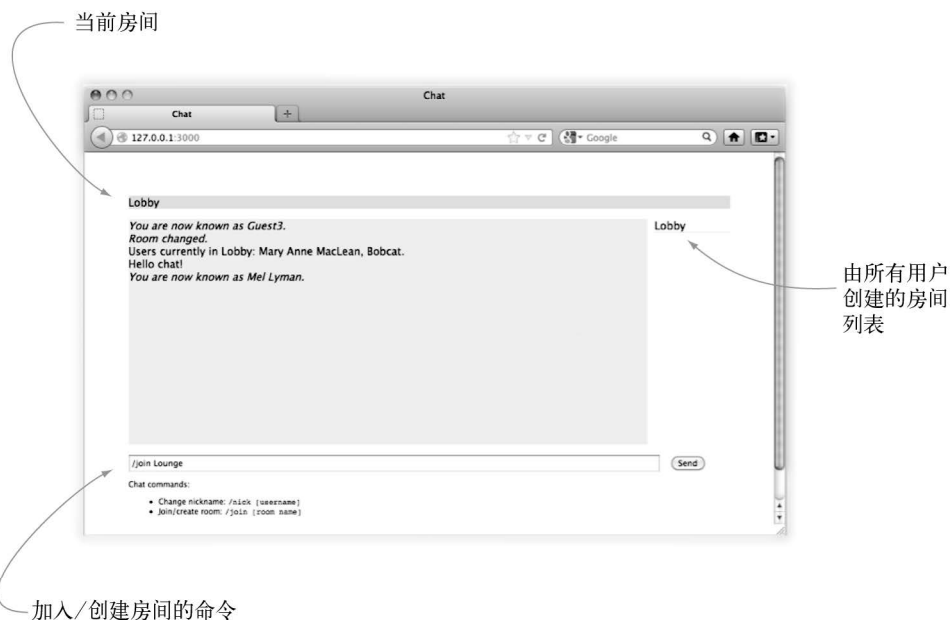 当前房间
Chat
Chat
127.0.0.1:3000
Google
Lobby
You are now known as Guest3.
Room changed.
Users currently in Lobby: Mary Anne MacLean, Bobcat.
Hello chat!
You are now known as Mel Lyman.
Lobby
由所有用户
创建的房间
列表
/join Lounge
Send
Chat commands:
• Change nickname: /nick [username]
• Join/create room: /join [room name]
加入/创建房间的命令